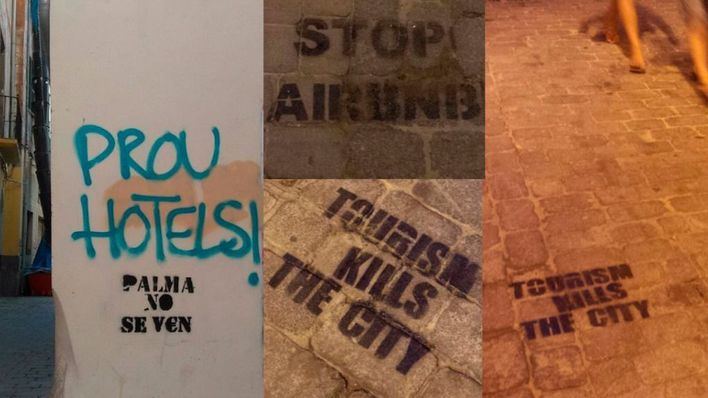 PROU
HOTELS!
PALMA
NO
SE VEN
STOP
AIRBNB
TOURISM
KILLS
THE CITY
TOURISM
KILLS
THE CITY